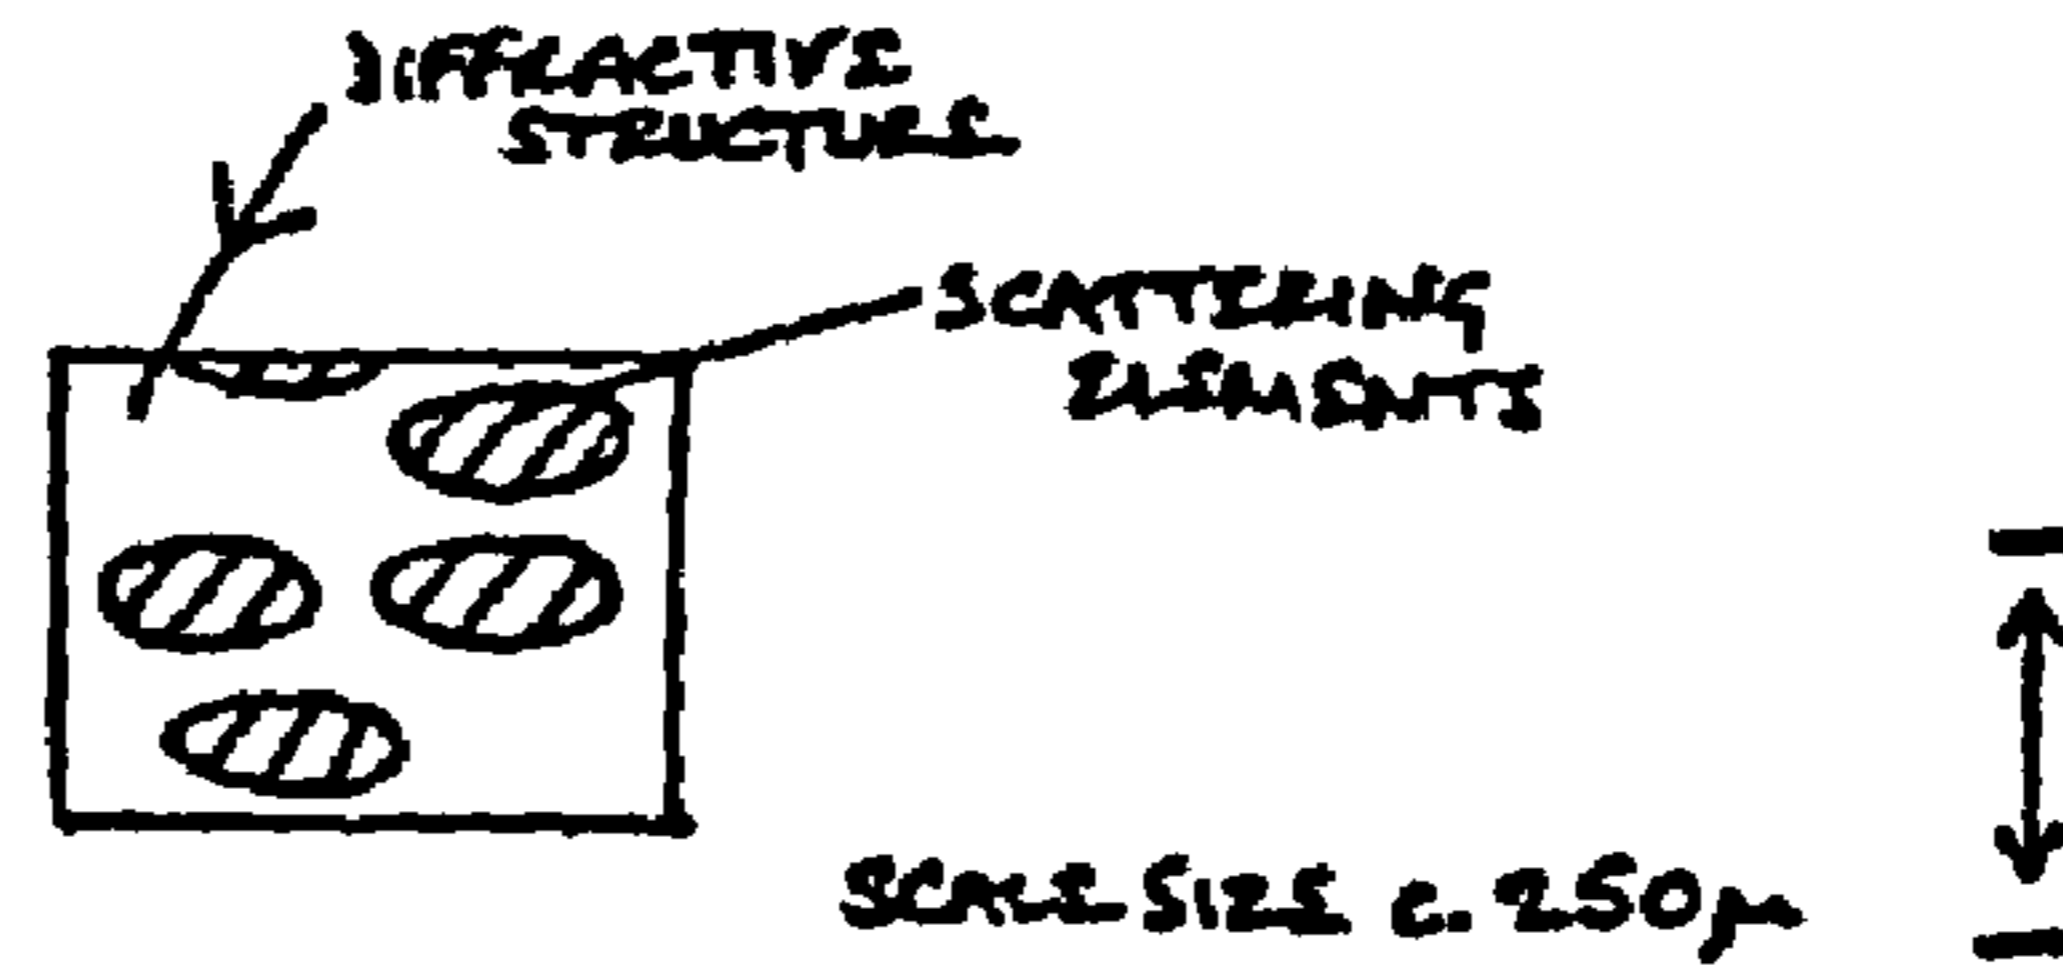 DIFFRACTIVE
STRUCTURE
SCATTERING
ELEMENTS
SCALE SIZE c. 250μ